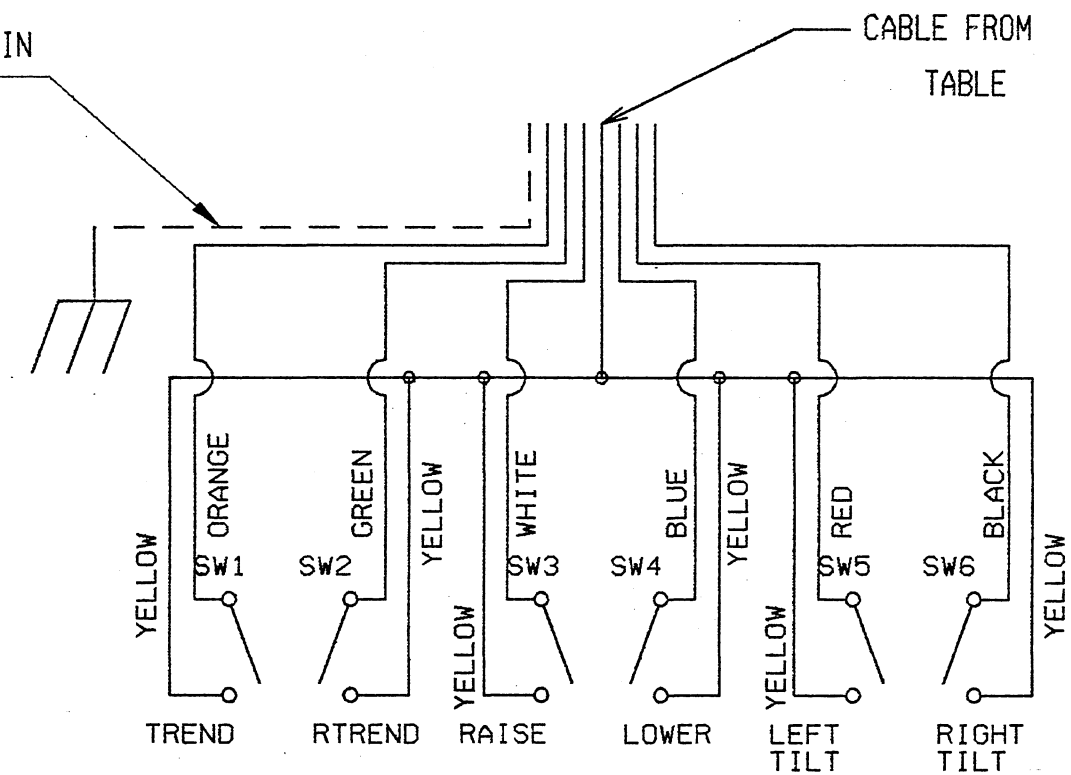 IN
CABLE FROM
TABLE
YELLOW
ORANGE
GREEN
YELLOW
YELLOW
WHITE
BLUE
YELLOW
YELLOW
RED
BLACK
YELLOW
SW1
SW2
SW3
SW4
SW5
SW6
TREND
RTREND
RAISE
LOWER
LEFT
TILT
RIGHT
TILT